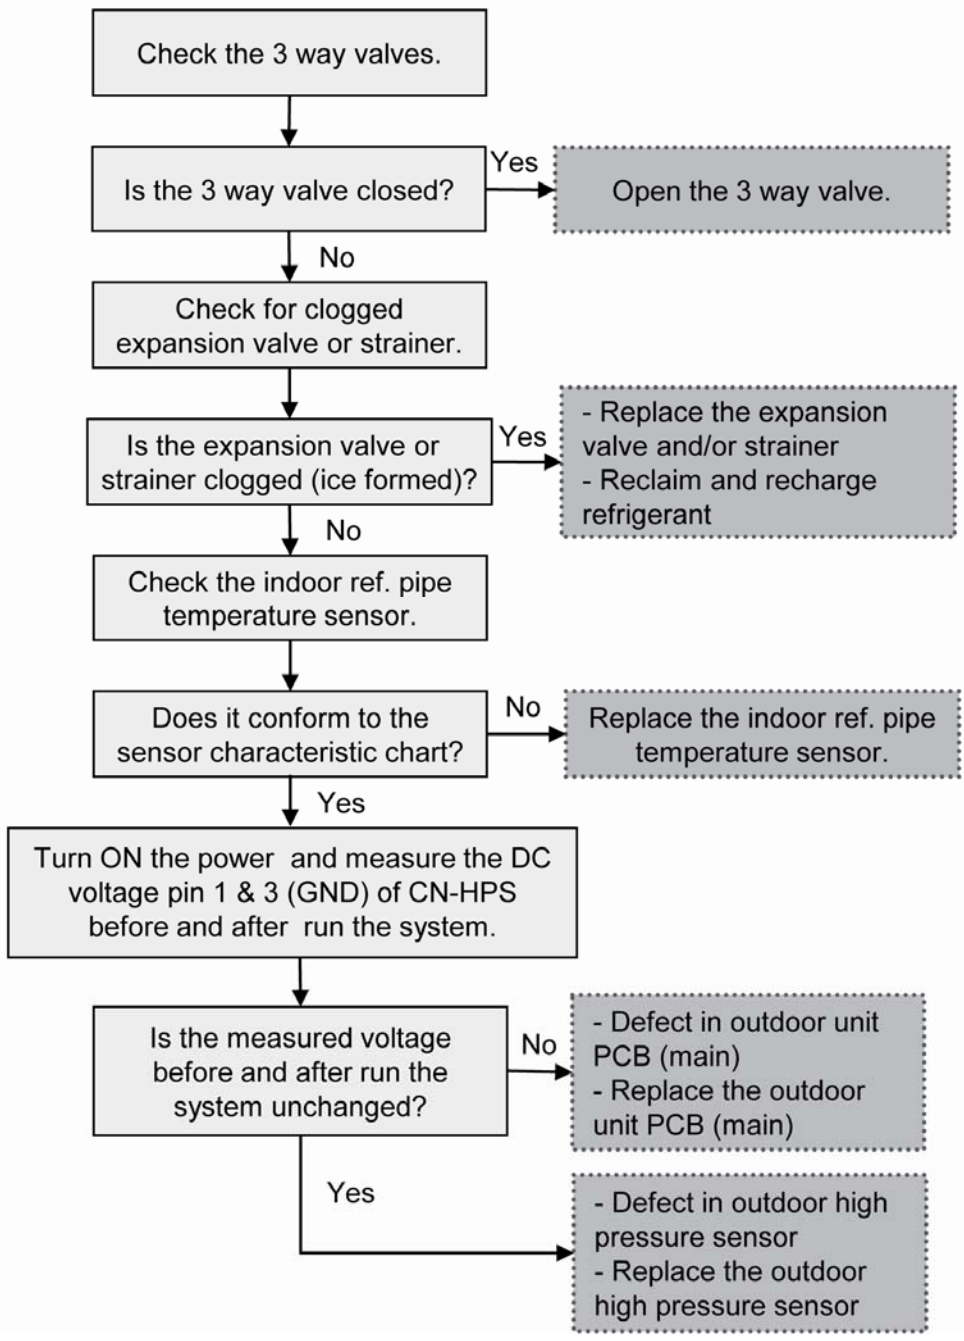 Check the 3 way valves.
Is the 3 way valve closed?
Yes
Open the 3 way valve.
No
Check for clogged
expansion valve or strainer.
Is the expansion valve or
strainer clogged (ice formed)?
Yes
- Replace the expansion
valve and/or strainer
- Reclaim and recharge
refrigerant
No
Check the indoor ref. pipe
temperature sensor.
Does it conform to the
sensor characteristic chart?
No
Replace the indoor ref. pipe
temperature sensor.
Yes
Turn ON the power and measure the DC
voltage pin 1 & 3 (GND) of CN-HPS
before and after run the system.
Is the measured voltage
before and after run the
system unchanged?
No
- Defect in outdoor unit
PCB (main)
- Replace the outdoor
unit PCB (main)
Yes
- Defect in outdoor high
pressure sensor
- Replace the outdoor
high pressure sensor